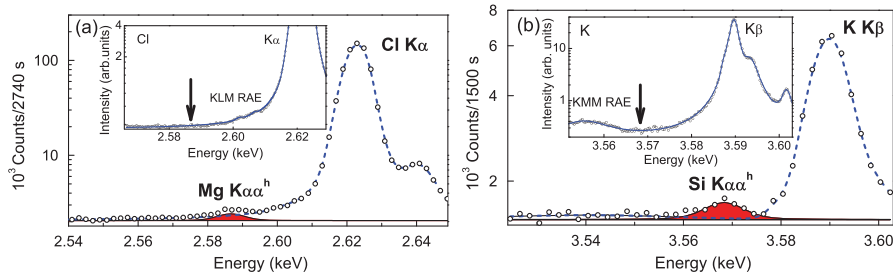 (a)
Cl
Kα
4
2
Intensity (arb.units)
KLM RAE
2.58
2.60
2.62
Energy (keV)
Cl Kα
100
10
10³ Counts/2740 s
Mg Kααʰ
2.54
2.56
2.58
2.60
2.62
2.64
Energy (keV)
(b)
K
Kβ
10
1
Intensity (arb. units)
KMM RAE
3.56
3.57
3.58
3.59
3.60
Energy (keV)
K Kβ
8
6
4
2
10³ Counts/1500 s
Si Kααʰ
3.54
3.56
3.58
3.60
Energy (keV)